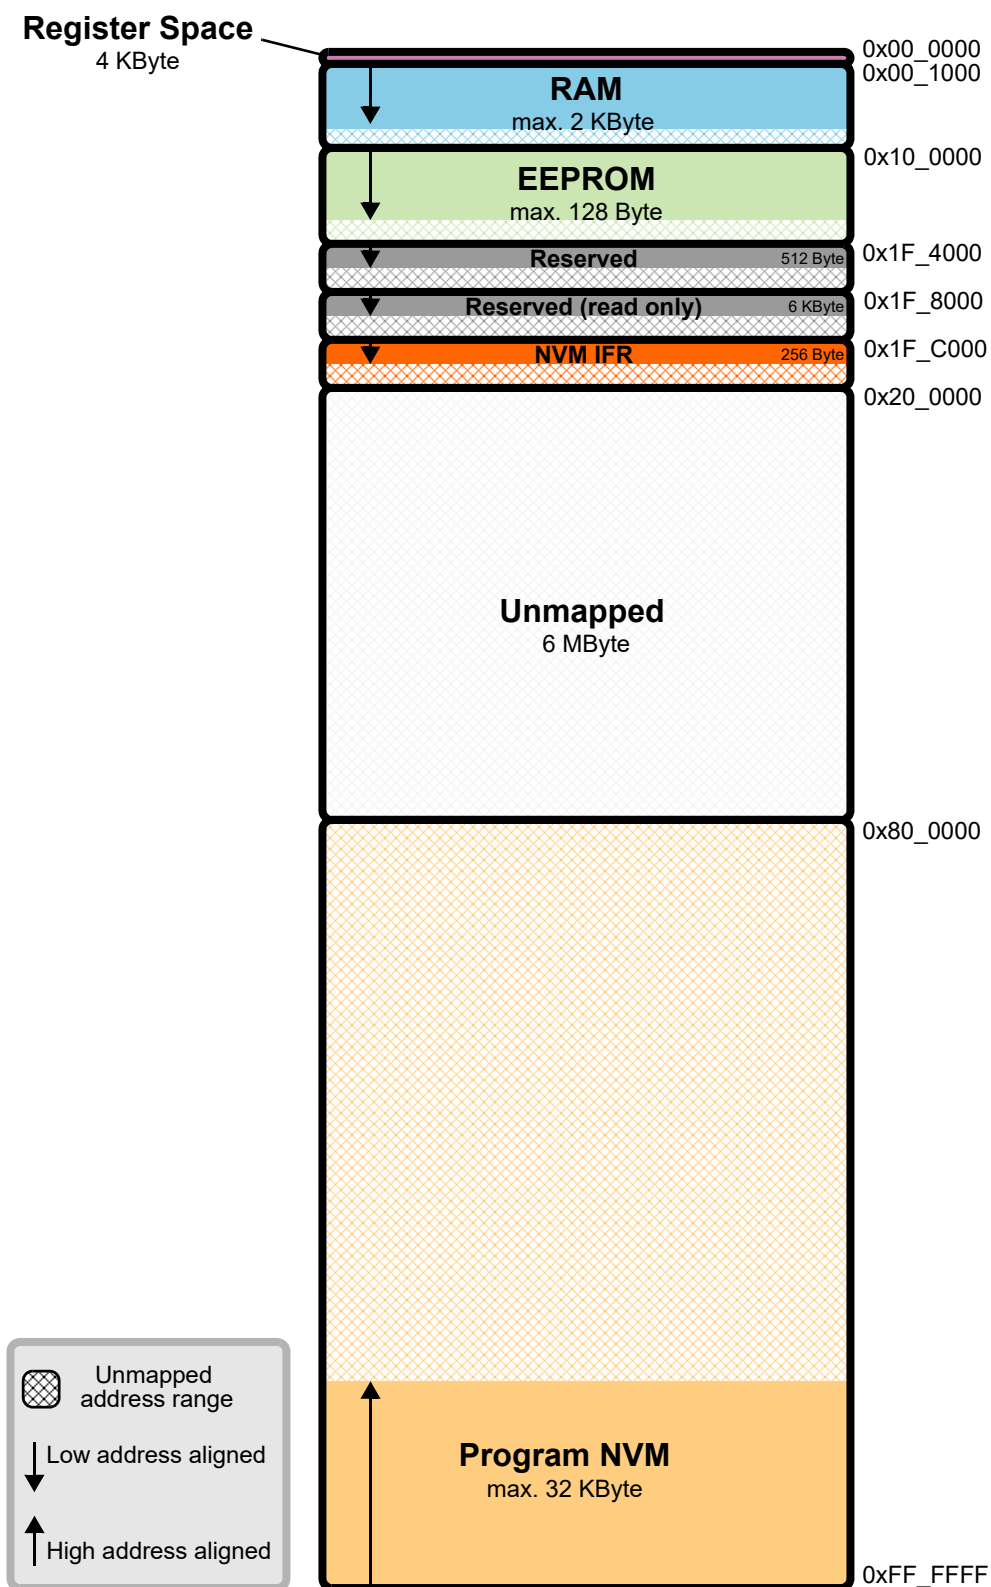 Register Space
4 KByte
0x00_0000
0x00_1000
RAM
max. 2 KByte
0x10_0000
EEPROM
max. 128 Byte
0x1F_4000
Reserved
512 Byte
0x1F_8000
Reserved (read only)
6 KByte
0x1F_C000
NVM IFR
256 Byte
0x20_0000
Unmapped
6 MByte
0x80_0000
Program NVM
max. 32 KByte
0xFF_FFFF
Unmapped
address range
Low address aligned
High address aligned